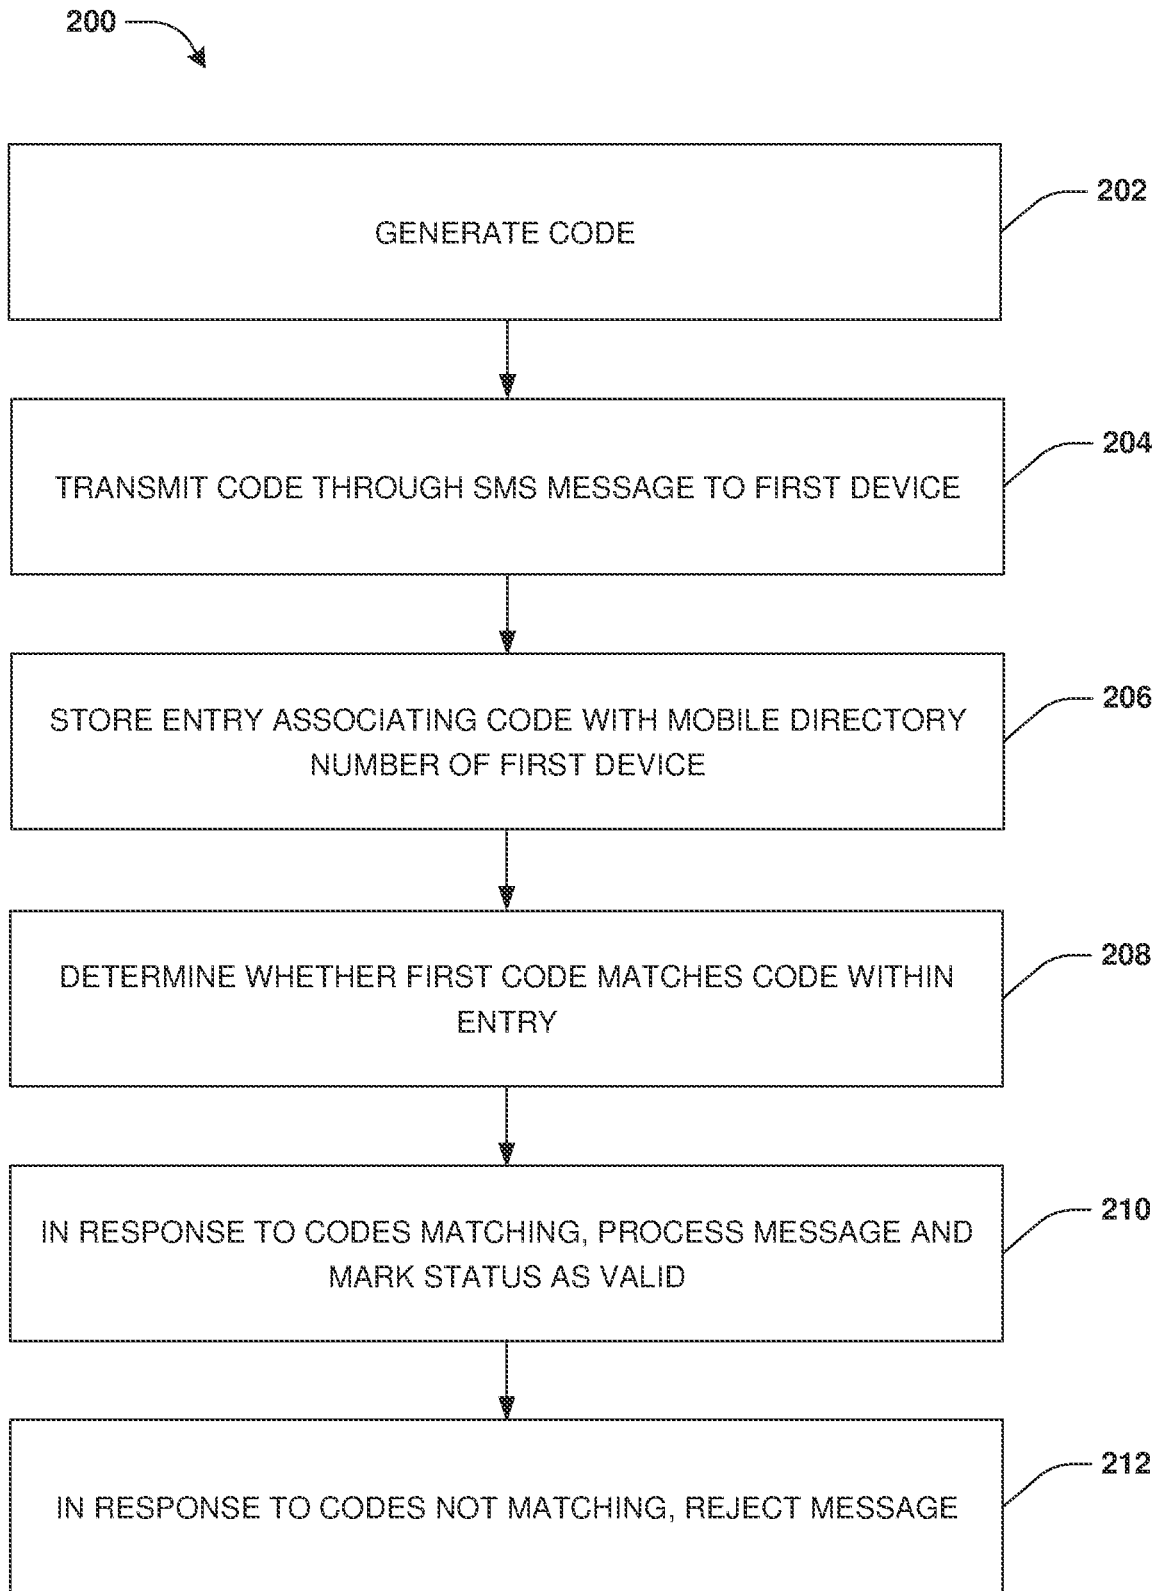 200
GENERATE CODE
202
TRANSMIT CODE THROUGH SMS MESSAGE TO FIRST DEVICE
204
STORE ENTRY ASSOCIATING CODE WITH MOBILE DIRECTORY
NUMBER OF FIRST DEVICE
206
DETERMINE WHETHER FIRST CODE MATCHES CODE WITHIN
ENTRY
208
IN RESPONSE TO CODES MATCHING, PROCESS MESSAGE AND
MARK STATUS AS VALID
210
IN RESPONSE TO CODES NOT MATCHING, REJECT MESSAGE
212